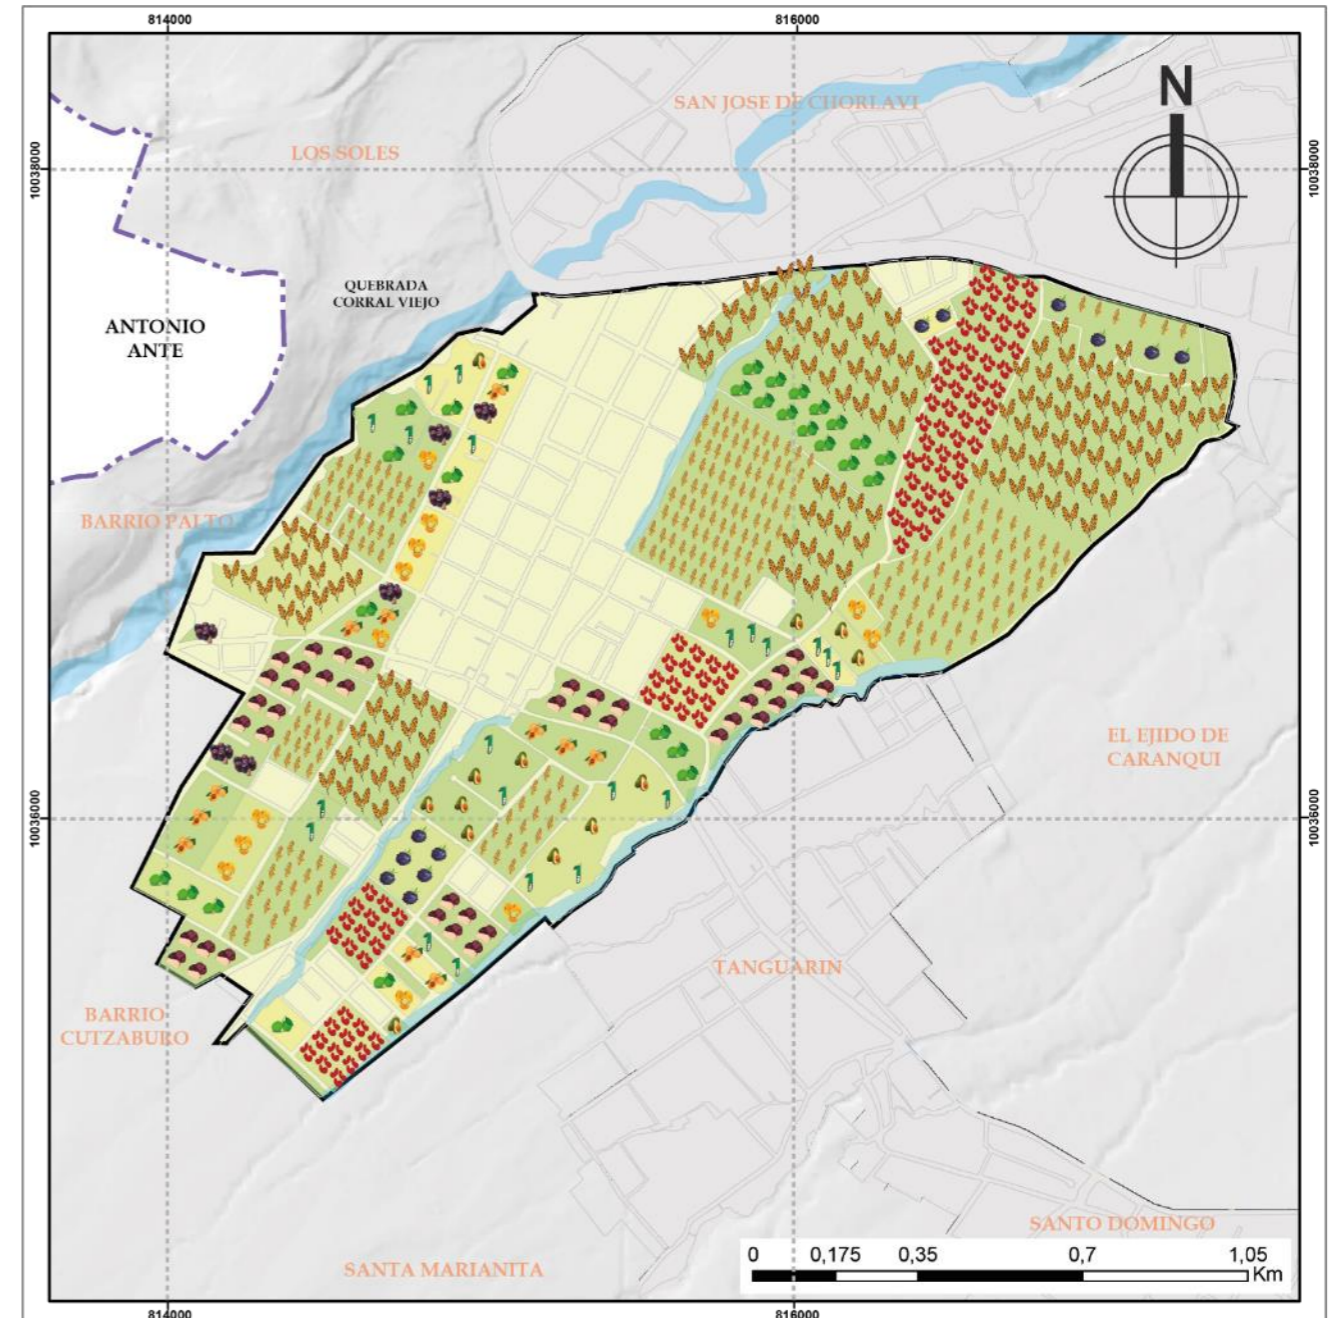 814000
816000
N
SAN JOSE DE CHORLAVI
LOS SOLES
10038000
10038000
QUEBRADA
CORRAL VIEJO
ANTONIO
ANTE
BARRIO PALTO
EL EJIDO DE
CARANQUI
10036000
10036000
TANGUARIN
BARRIO
CUTZABURO
SANTO DOMINGO
0 0,175 0,35 0,7 1,05
Km
SANTA MARIANITA
814000
816000